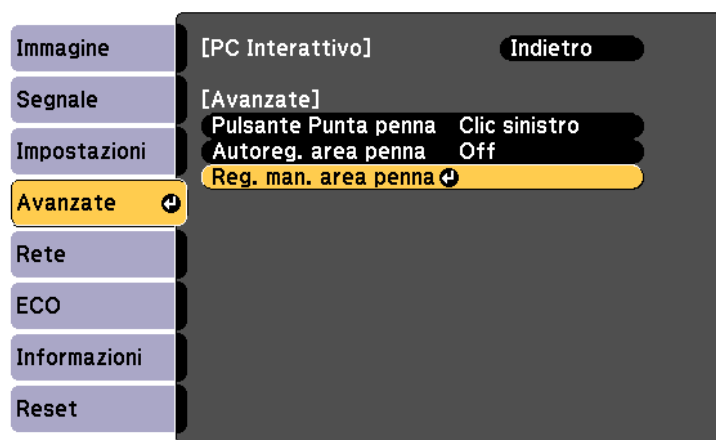 Immagine
Segnale
Impostazioni
Avanzate
Rete
ECO
Informazioni
Reset
[PC Interattivo] Indietro
[Avanzate]
Pulsante Punta penna Clic sinistro
Autoreg. area penna Off
Reg. man. area penna